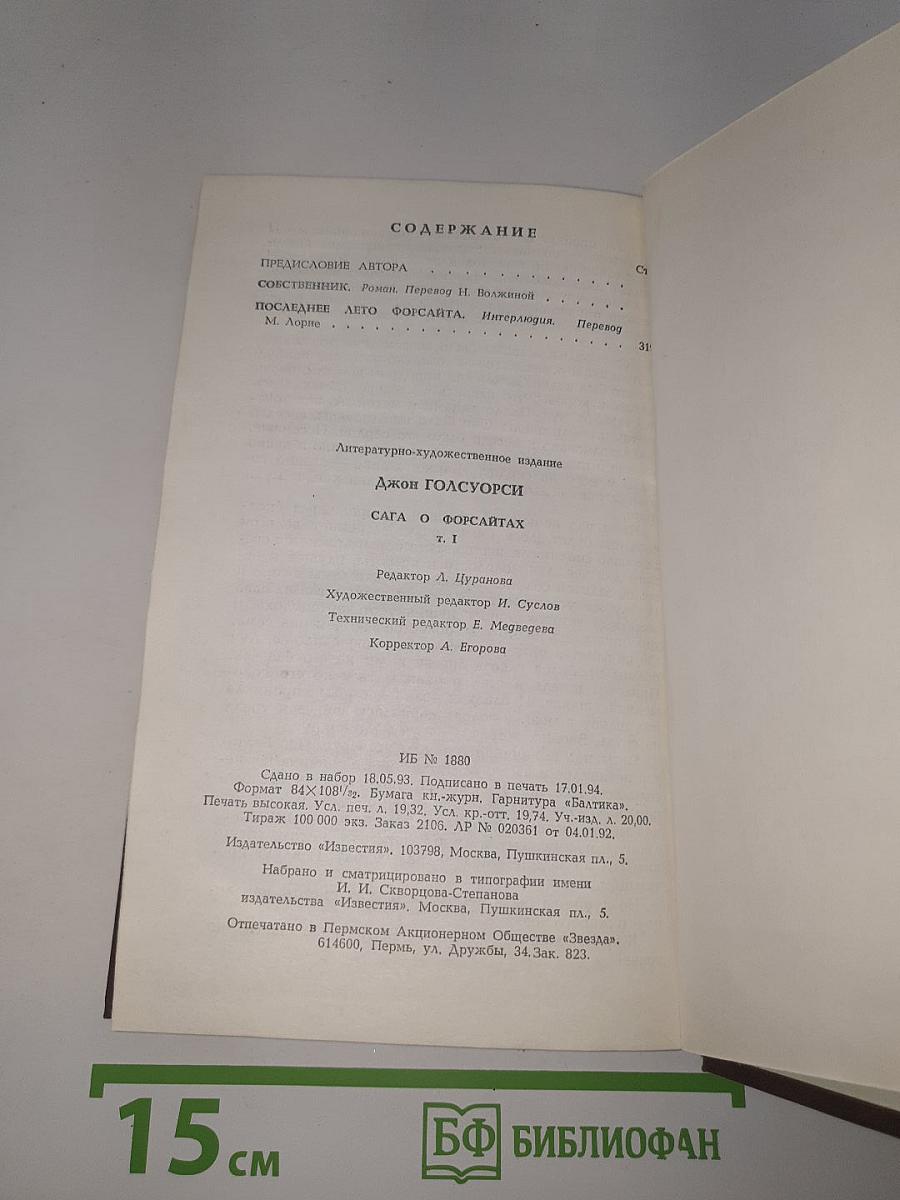 СОДЕРЖАНИЕ
ПРЕДИСЛОВИЕ АВТОРА . . . . . . . . . . . . .
СОБСТВЕННИК. Роман. Перевод Н. Волжиной . . . . . .
ПОСЛЕДНЕЕ ЛЕТО ФОРСАЙТА. Интерлюдия. Перевод
М. Лорие . . . . . . . . . . . . . . . . . . . .
Литературно-художественное издание
Джон ГОЛСУОРСИ
САГА О ФОРСАЙТАХ
т. I
Редактор Л. Цуранова
Художественный редактор И. Суслов
Технический редактор Е. Медведева
Корректор А. Егорова
ИБ № 1880
Сдано в набор 18.05.93. Подписано в печать 17.01.94.
Формат 84×108¹/₃₂. Бумага кн.-журн. Гарнитура «Балтика».
Печать высокая. Усл. печ. л. 19,32. Усл. кр.-отт. 19,74. Уч.-изд. л. 20,00.
Тираж 100 000 экз. Заказ 2106. ЛР № 020361 от 04.01.92.
Издательство «Известия». 103798, Москва, Пушкинская пл., 5.
Набрано и сматрицировано в типографии имени
И. И. Скворцова-Степанова
издательства «Известия». Москва, Пушкинская пл., 5.
Отпечатано в Пермском Акционерном Обществе «Звезда».
614600, Пермь, ул. Дружбы, 34. Зак. 823.
15 см
БФ БИБЛИОФАН